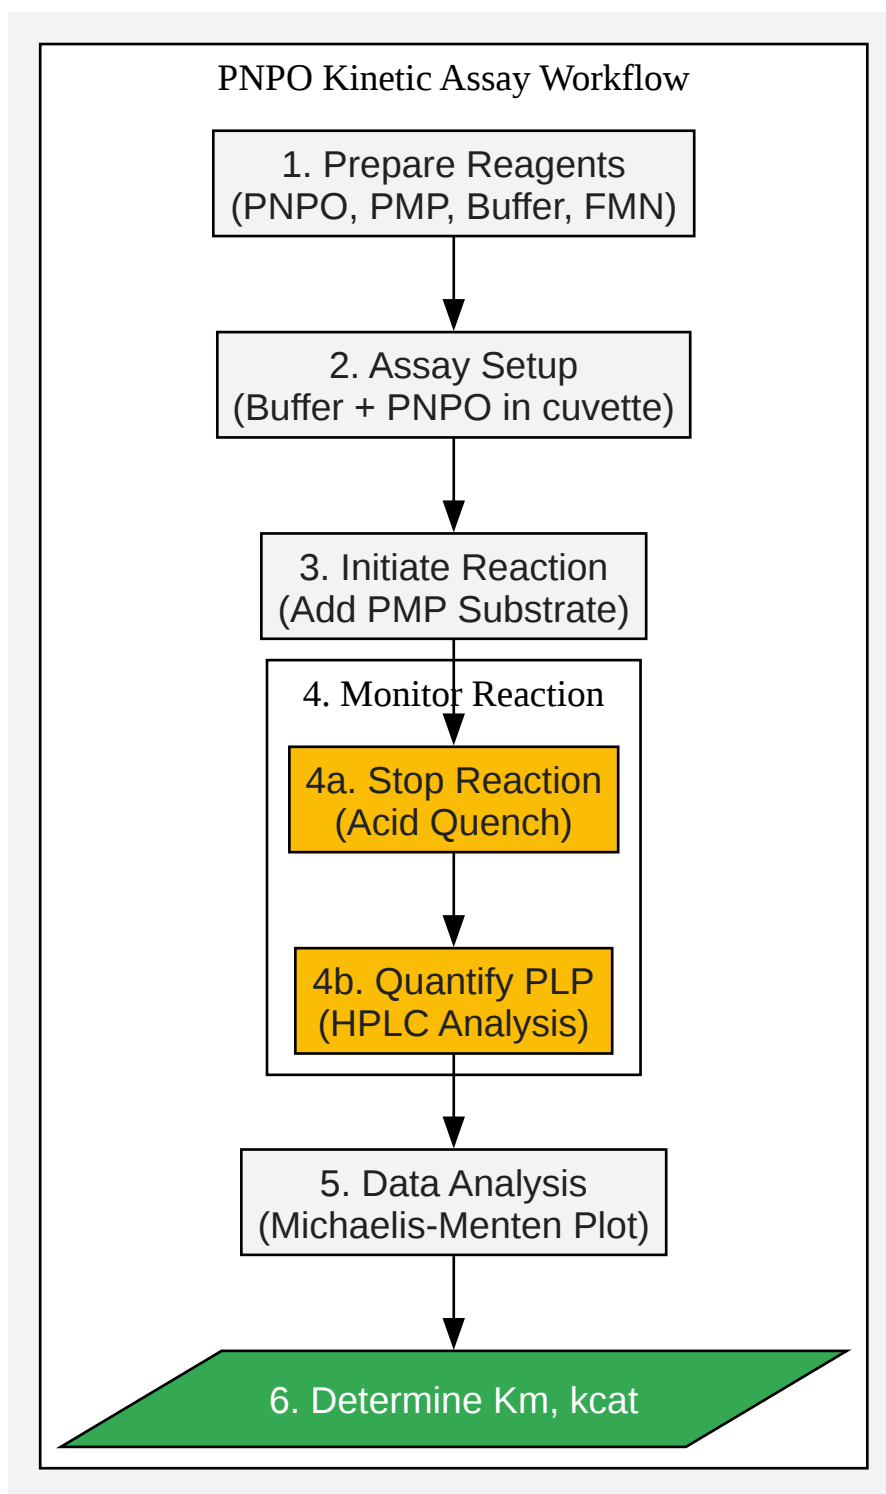 PNPO Kinetic Assay Workflow
1. Prepare Reagents
(PNPO, PMP, Buffer, FMN)
2. Assay Setup
(Buffer + PNPO in cuvette)
3. Initiate Reaction
(Add PMP Substrate)
4. Monitor Reaction
4a. Stop Reaction
(Acid Quench)
4b. Quantify PLP
(HPLC Analysis)
5. Data Analysis
(Michaelis-Menten Plot)
6. Determine Km, kcat